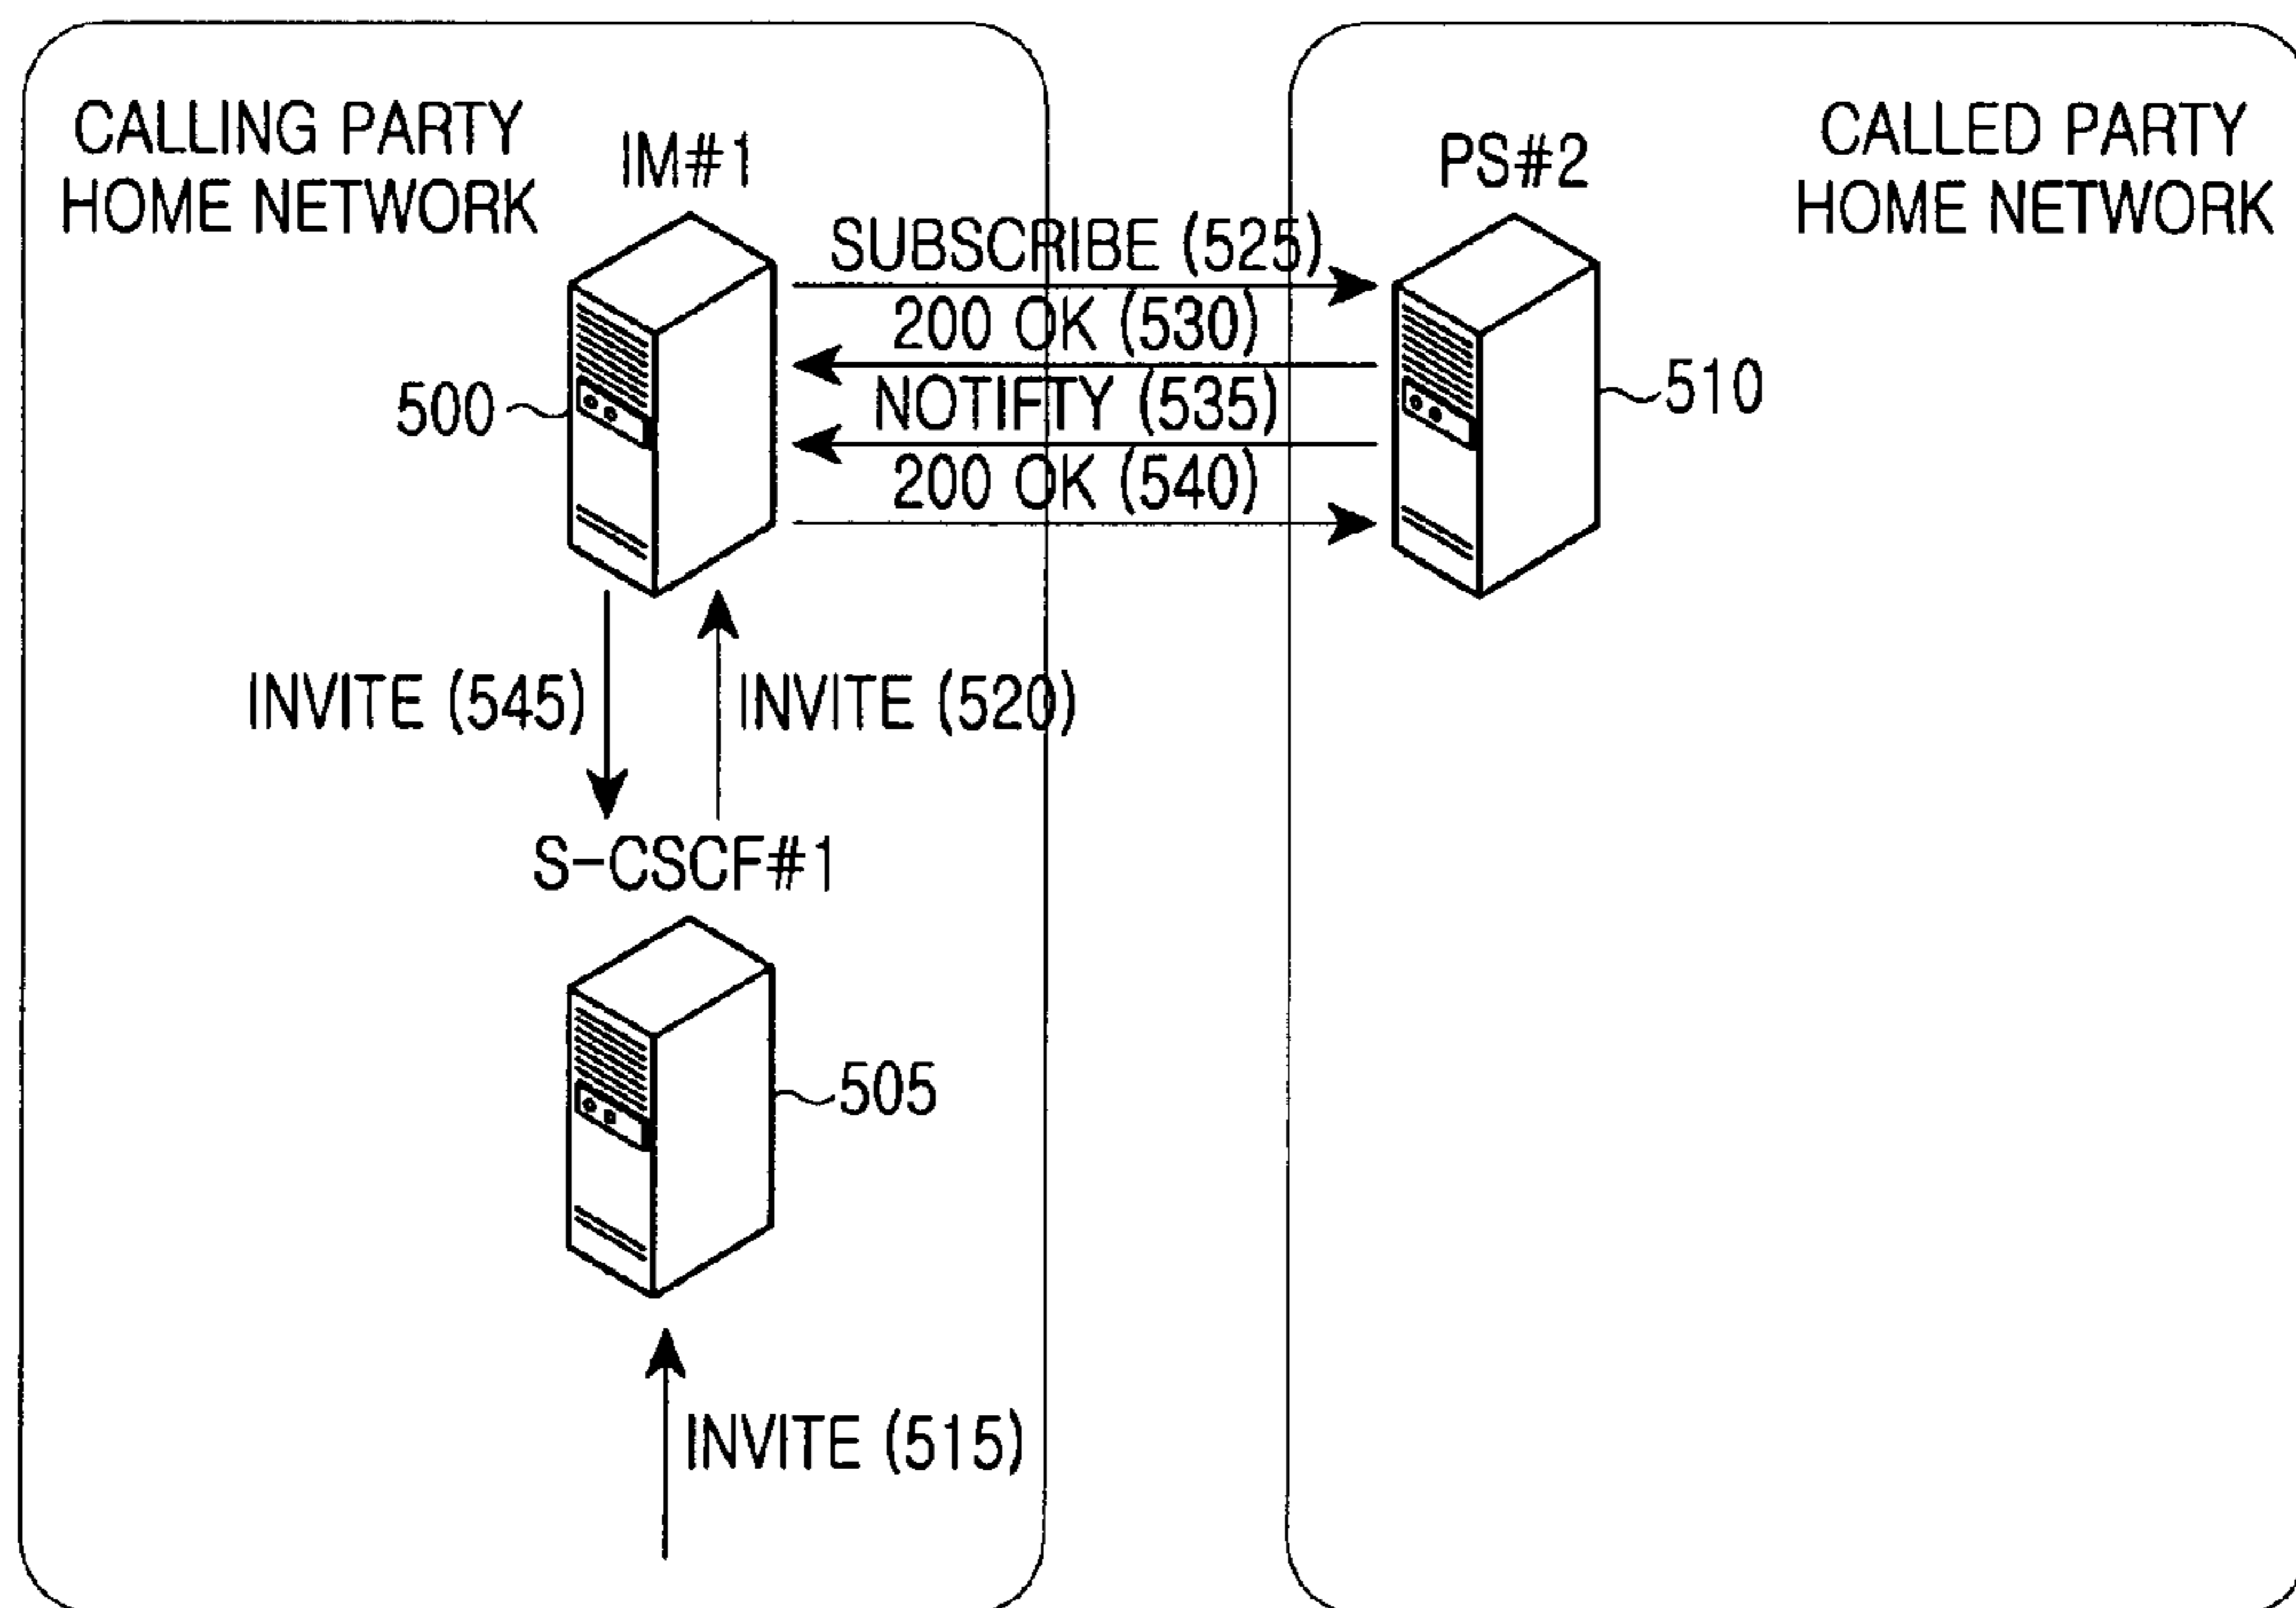 CALLING PARTY
HOME NETWORK
IM#1
PS#2
CALLED PARTY
HOME NETWORK
SUBSCRIBE (525)
200 OK (530)
NOTIFTY (535)
200 OK (540)
500
510
INVITE (545)
INVITE (520)
S-CSCF#1
505
INVITE (515)